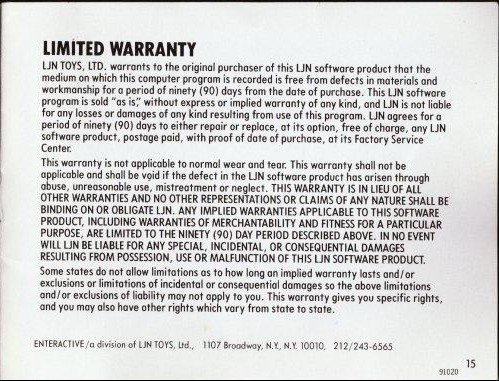 LIMITED WARRANTY
LJN TOYS, LTD. warrants to the original purchaser of this LJN software product that the
medium on which this computer program is recorded is free from defects in materials and
workmanship for a period of ninety (90) days from the date of purchase. This LJN software
program is sold "as is," without express or implied warranty of any kind, and LJN is not liable
for any losses or damages of any kind resulting from use of this program. LJN agrees for a
period of ninety (90) days to either repair or replace, at its option, free of charge, any LJN
software product, postage paid, with proof of date of purchase, at its Factory Service
Center.
This warranty is not applicable to normal wear and tear. This warranty shall not be
applicable and shall be void if the defect in the LJN software product has arisen through
abuse, unreasonable use, mistreatment or neglect. THIS WARRANTY IS IN LIEU OF ALL
OTHER WARRANTIES AND NO OTHER REPRESENTATIONS OR CLAIMS OF ANY NATURE SHALL BE
BINDING ON OR OBLIGATE LJN. ANY IMPLIED WARRANTIES APPLICABLE TO THIS SOFTWARE
PRODUCT, INCLUDING WARRANTIES OF MERCHANTABILITY AND FITNESS FOR A PARTICULAR
PURPOSE, ARE LIMITED TO THE NINETY (90) DAY PERIOD DESCRIBED ABOVE. IN NO EVENT
WILL LJN BE LIABLE FOR ANY SPECIAL, INCIDENTAL, OR CONSEQUENTIAL DAMAGES
RESULTING FROM POSSESSION, USE OR MALFUNCTION OF THIS LJN SOFTWARE PRODUCT.
Some states do not allow limitations as to how long an implied warranty lasts and/or
exclusions or limitations of incidental or consequential damages so the above limitations
and/or exclusions of liability may not apply to you. This warranty gives you specific rights,
and you may also have other rights which vary from state to state.
ENTERACTIVE/a division of LJN TOYS, Ltd., 1107 Broadway, N.Y., N.Y. 10010, 212/243-6565
15
91020